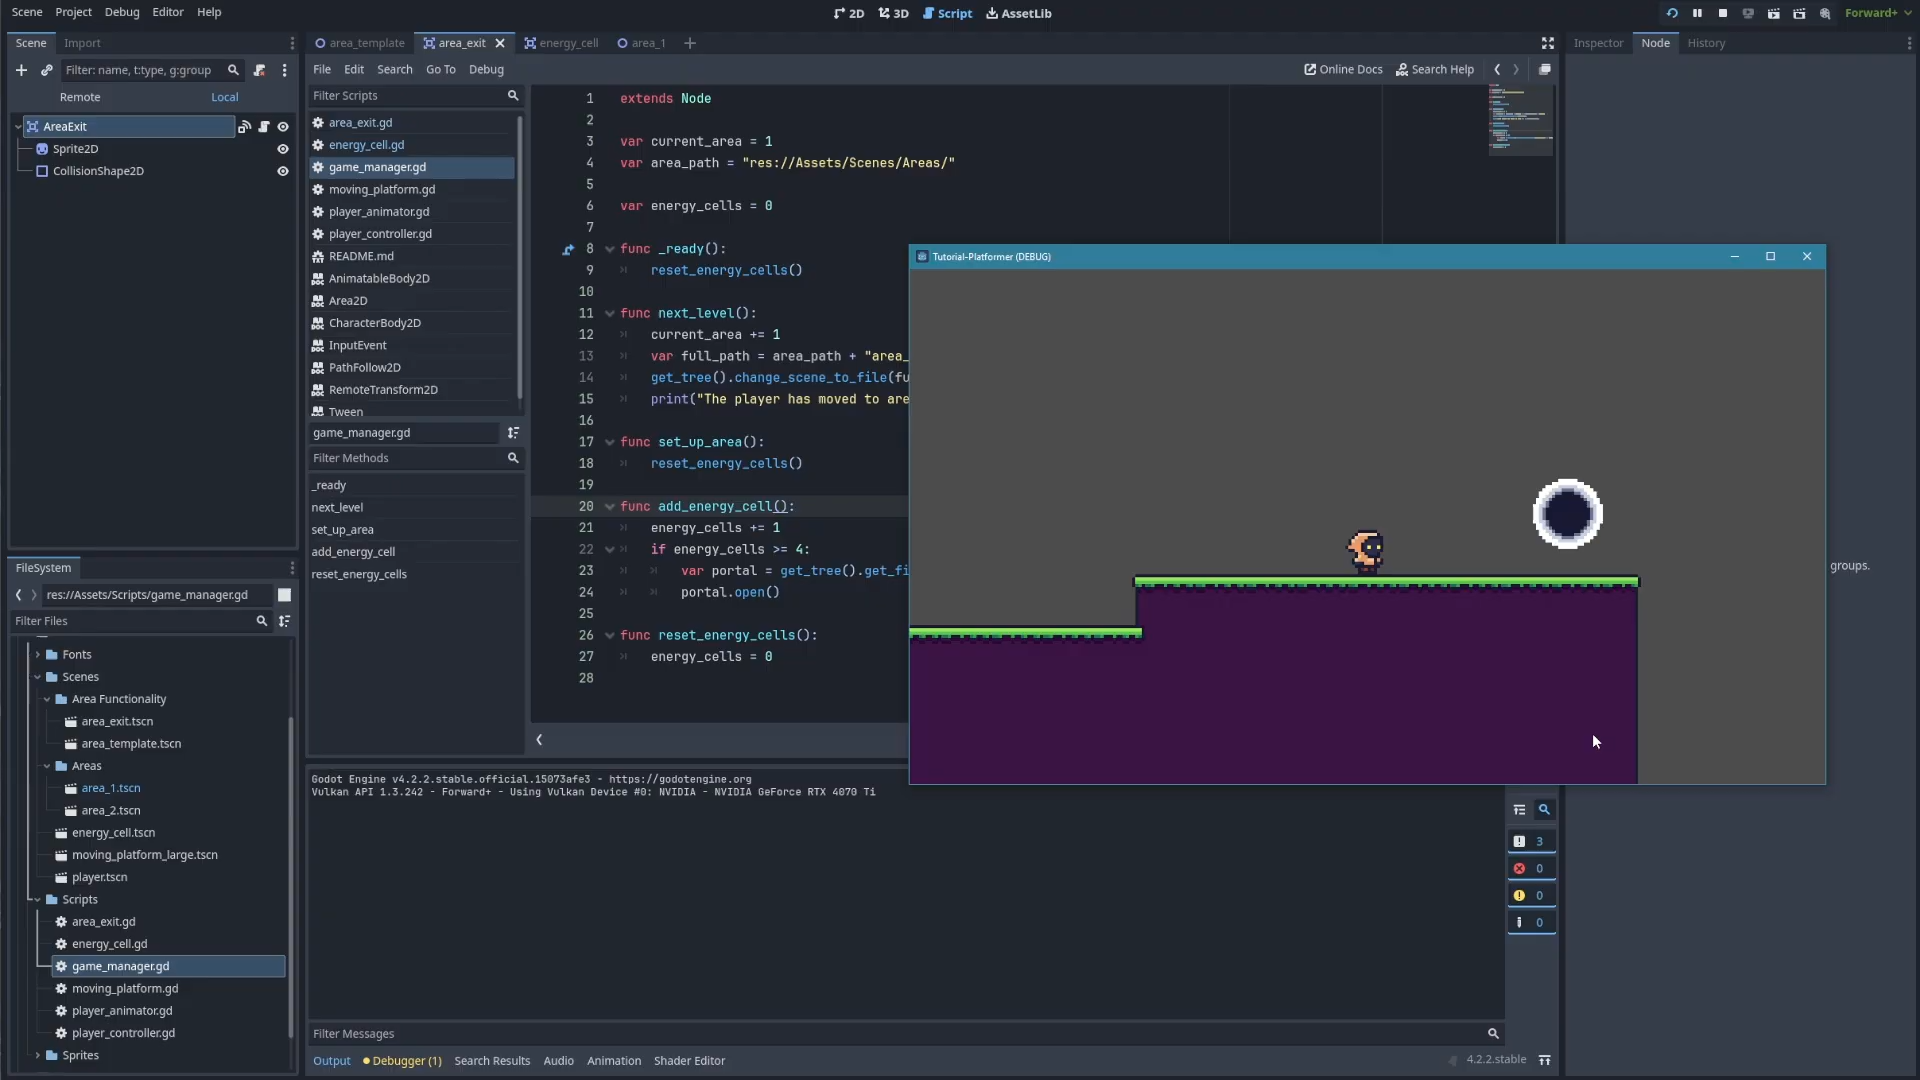 Scene Project Debug Editor Help
2D 3D Script AssetLib
Forward+
Scene Import
area_template area_exit energy_cell area_1
Inspector Node History
Filter: name, t:type, g:group
File Edit Search Go To Debug
Online Docs Search Help
Remote Local
Filter Scripts
AreaExit
Sprite2D
CollisionShape2D
area_exit.gd
energy_cell.gd
game_manager.gd
moving_platform.gd
player_animator.gd
player_controller.gd
README.md
AnimatableBody2D
Area2D
CharacterBody2D
InputEvent
PathFollow2D
RemoteTransform2D
Tween
game_manager.gd
Filter Methods
_ready
next_level
set_up_area
add_energy_cell
reset_energy_cells
1 extends Node
2
3 var current_area = 1
4 var area_path = "res://Assets/Scenes/Areas/"
5
6 var energy_cells = 0
7
8 func _ready():
9 reset_energy_cells()
10
11 func next_level():
12 current_area += 1
13 var full_path = area_path + "area_
14 get_tree().change_scene_to_file(fu
15 print("The player has moved to are
16
17 func set_up_area():
18 reset_energy_cells()
19
20 func add_energy_cell():
21 energy_cells += 1
22 if energy_cells >= 4:
23 var portal = get_tree().get_fi
24 portal.open()
25
26 func reset_energy_cells():
27 energy_cells = 0
28
Tutorial-Platformer (DEBUG)
groups.
FileSystem
res://Assets/Scripts/game_manager.gd
Filter Files
Fonts
Scenes
Area Functionality
area_exit.tscn
area_template.tscn
Areas
area_1.tscn
area_2.tscn
energy_cell.tscn
moving_platform_large.tscn
player.tscn
Scripts
area_exit.gd
energy_cell.gd
game_manager.gd
moving_platform.gd
player_animator.gd
player_controller.gd
Sprites
Godot Engine v4.2.2.stable.official.15073afe3 - https://godotengine.org
Vulkan API 1.3.242 - Forward+ - Using Vulkan Device #0: NVIDIA - NVIDIA GeForce RTX 4070 Ti
3
0
0
0
Filter Messages
Output Debugger (1) Search Results Audio Animation Shader Editor
4.2.2.stable